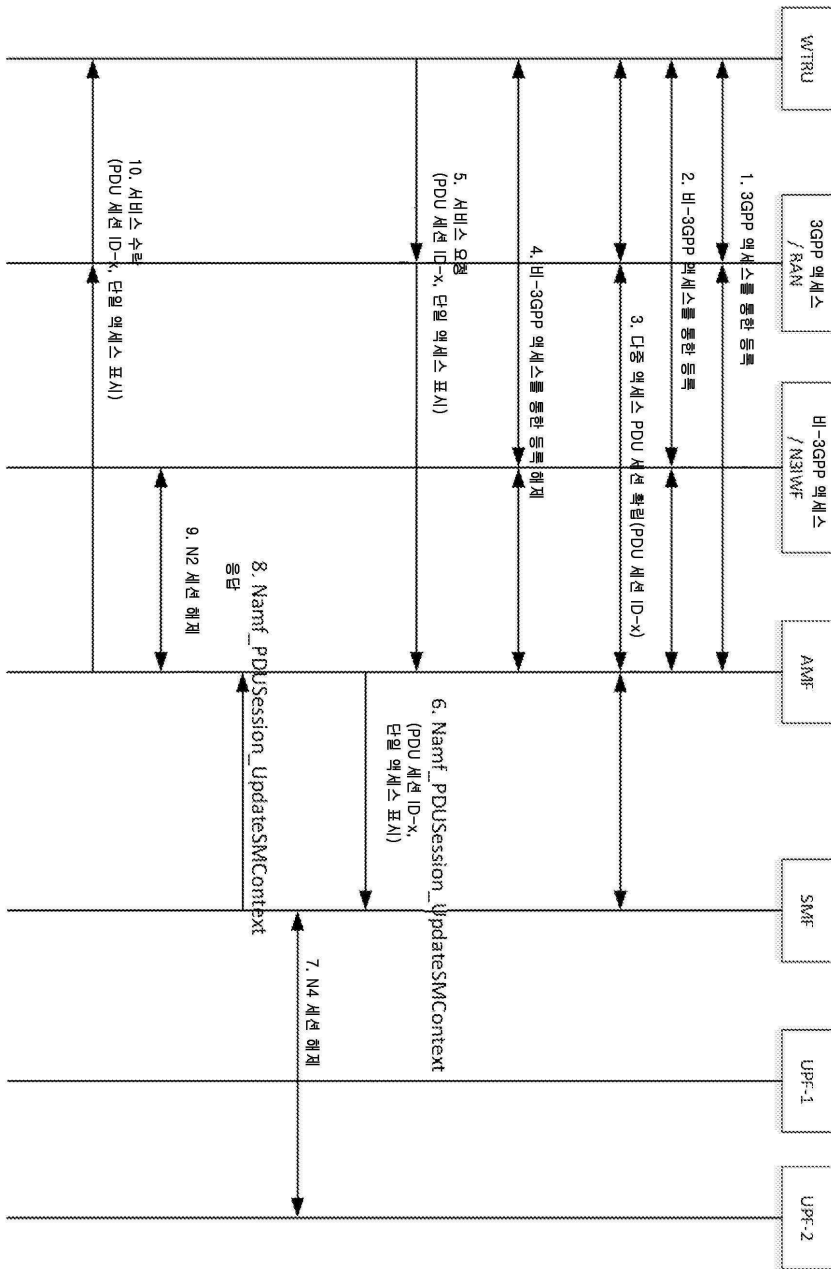 WTRU
3GPP 액세스
/ RAN
비-3GPP 액세스
/ N3IWF
AMF
SMF
UPF-1
UPF-2
1. 3GPP 액세스를 통한 등록
2. 비-3GPP 액세스를 통한 등록
3. 다중 액세스 PDU 세션 확립(PDU 세션 ID-x)
4. 비-3GPP 액세스를 통한 등록 해제
5. 서비스 요청
(PDU 세션 ID-x, 단일 액세스 표시)
6. Namf_PDUSession_UpdateSMContext
(PDU 세션 ID-x,
단일 액세스 표시)
7. N4 세션 해제
8. Namf_PDUSession_UpdateSMContext
응답
9. N2 세션 해제
10. 서비스 수락
(PDU 세션 ID-x, 단일 액세스 표시)